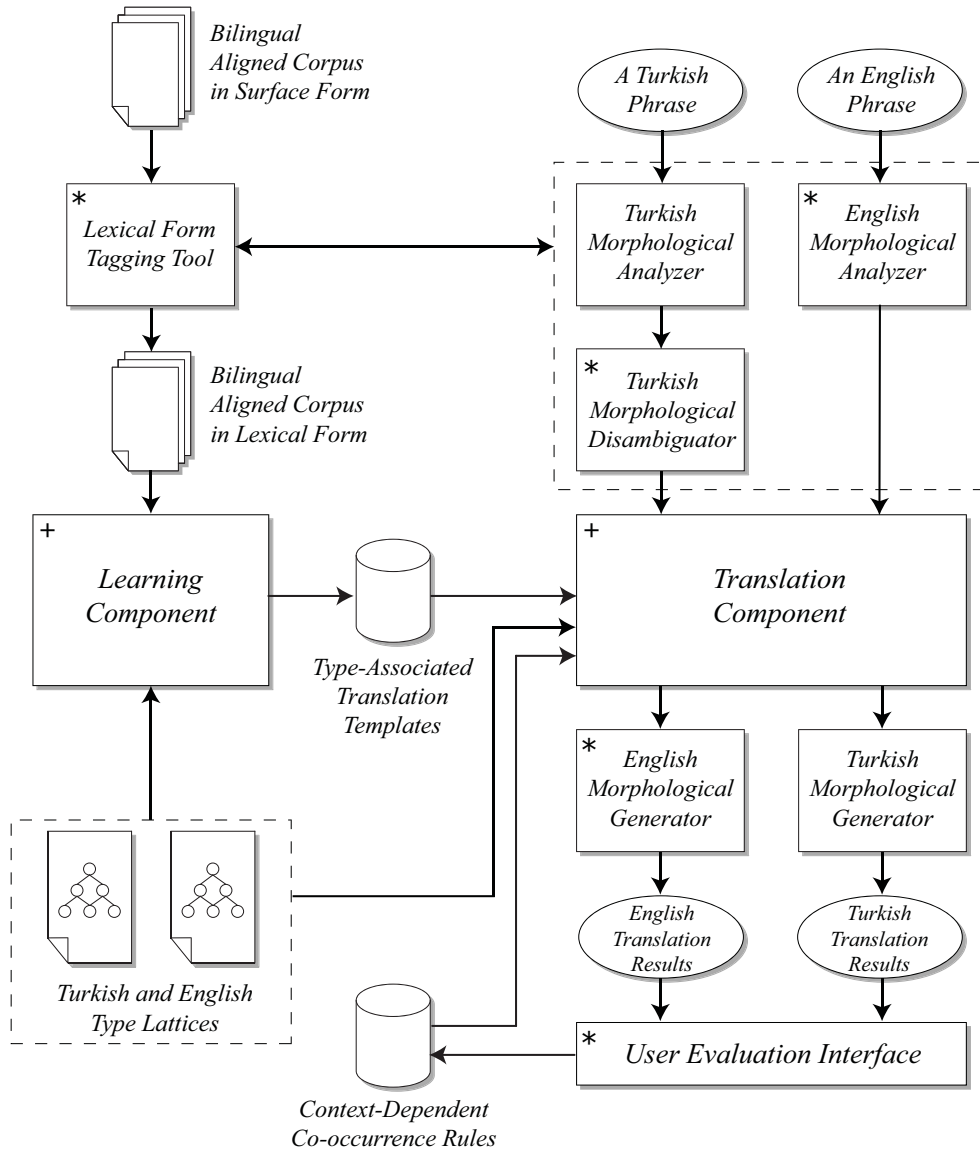 Bilingual
Aligned Corpus
in Surface Form
A Turkish
Phrase
An English
Phrase
*
Lexical Form
Tagging Tool
Turkish
Morphological
Analyzer
*
English
Morphological
Analyzer
Bilingual
Aligned Corpus
in Lexical Form
*
Turkish
Morphological
Disambiguator
+
Learning
Component
Type-Associated
Translation
Templates
+
Translation
Component
*
English
Morphological
Generator
Turkish
Morphological
Generator
Turkish and English
Type Lattices
English
Translation
Results
Turkish
Translation
Results
*
User Evaluation Interface
Context-Dependent
Co-occurrence Rules